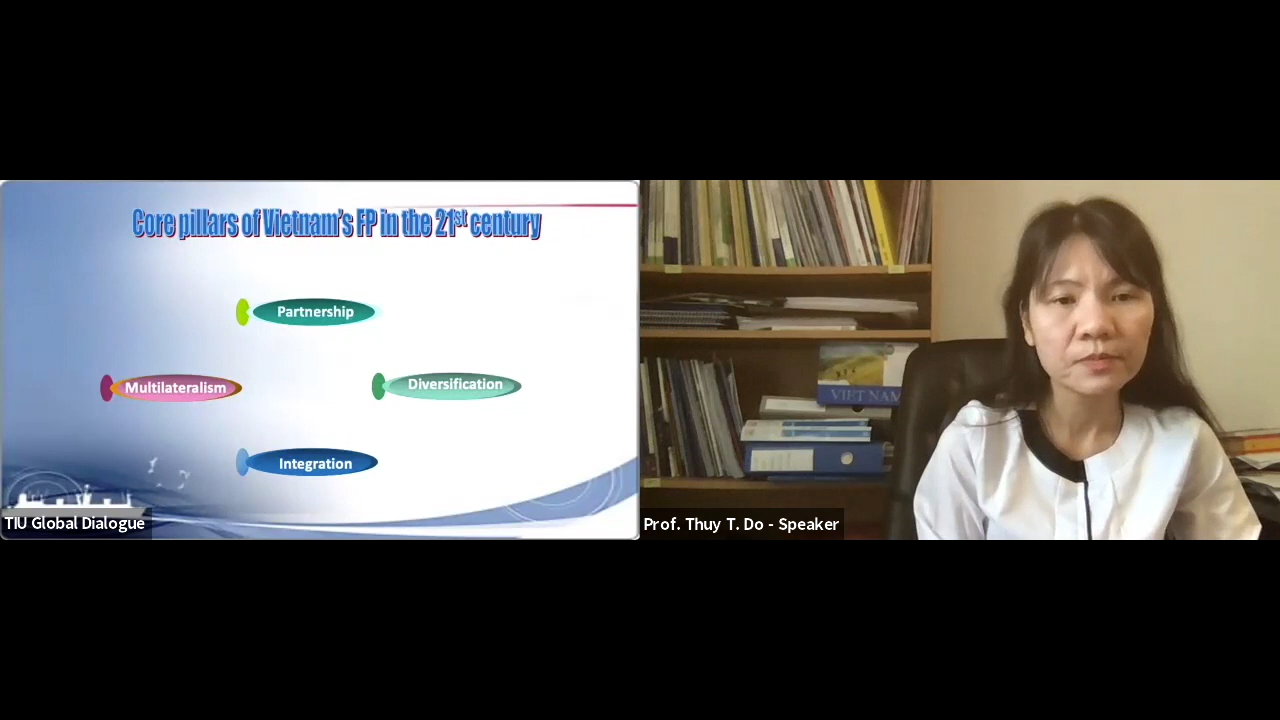 Core pillars of Vietnam's FP in the 21st century
Partnership
Multilateralism
Diversification
Integration
TIU Global Dialogue
VIET NAM
Prof. Thuy T. Do - Speaker